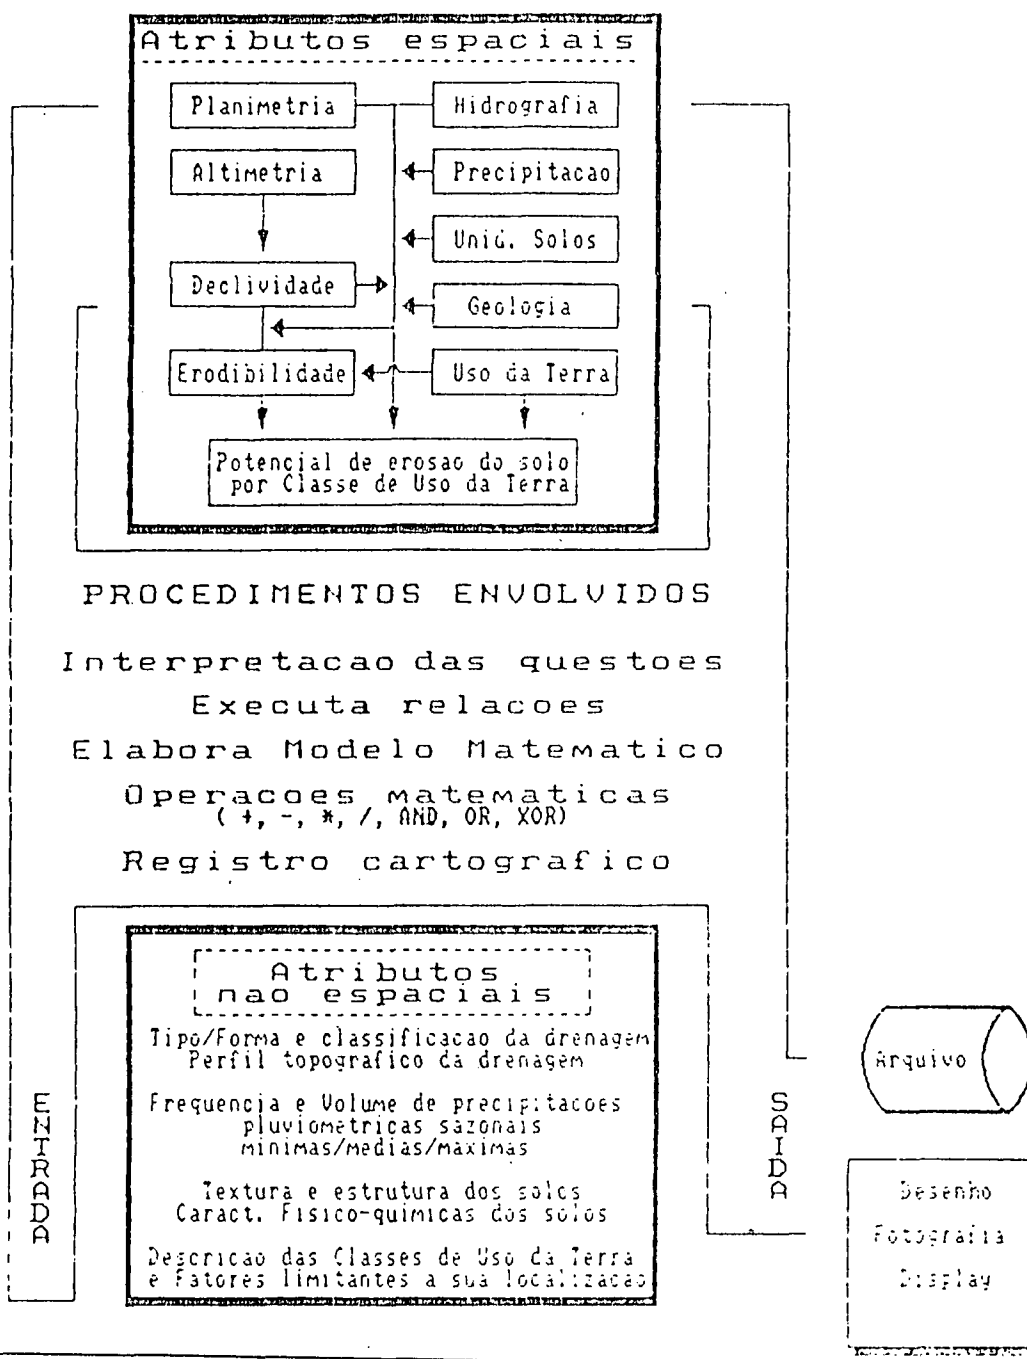 Atributos espaciais
Planimetria
Hidrografia
Altimetria
Precipitacao
Unid. Solos
Declividade
Geologia
Erodibilidade
Uso da Terra
Potencial de erosao do solo
por Classe de Uso da Terra
PROCEDIMENTOS ENVOLVIDOS
Interpretacao das questoes
Executa relacoes
Elabora Modelo Matematico
Operacoes matematicas
( +, -, *, /, AND, OR, XOR)
Registro cartografico
Atributos
nao espaciais
Tipo/Forma e classificacao da drenagem
Perfil topografico da drenagem
Frequencia e Volume de precipitacoes
pluviometricas sazonais
minimas/medias/maximas
Textura e estrutura dos solos
Caract. Fisico-quimicas dos solos
Descricao das Classes de Uso da Terra
e Fatores limitantes a sua localizacao
ENTRADA
SAIDA
Arquivo
Desenho
Fotografia
Display